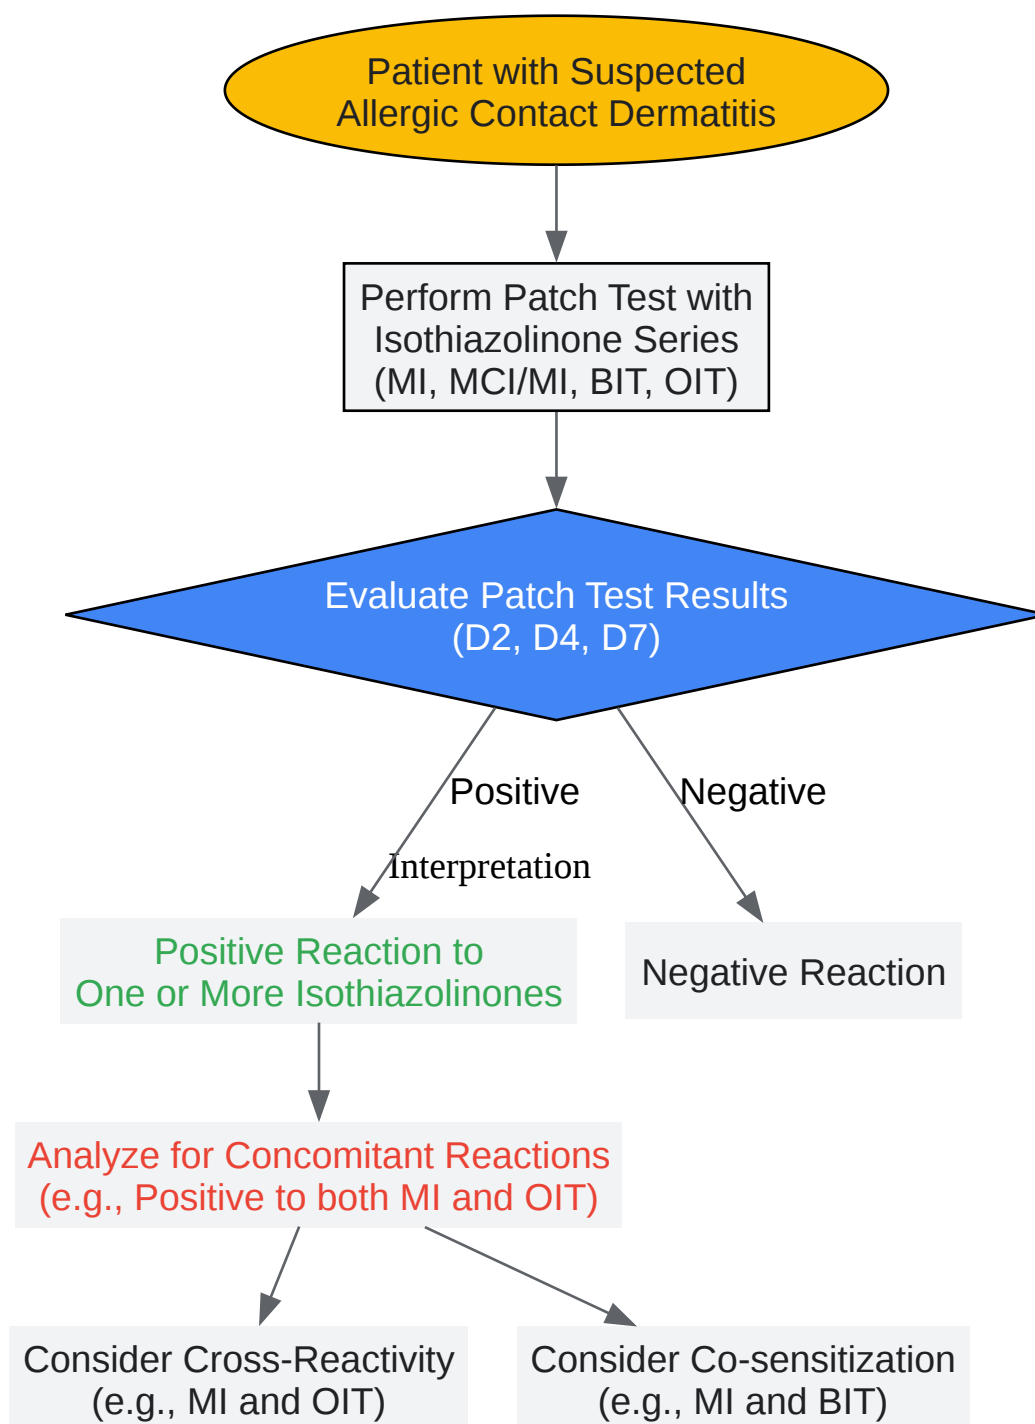 Patient with Suspected
Allergic Contact Dermatitis
Perform Patch Test with
Isothiazolinone Series
(MI, MCI/MI, BIT, OIT)
Evaluate Patch Test Results
(D2, D4, D7)
Positive
Negative
Interpretation
Positive Reaction to
One or More Isothiazolinones
Negative Reaction
Analyze for Concomitant Reactions
(e.g., Positive to both MI and OIT)
Consider Cross-Reactivity
(e.g., MI and OIT)
Consider Co-sensitization
(e.g., MI and BIT)